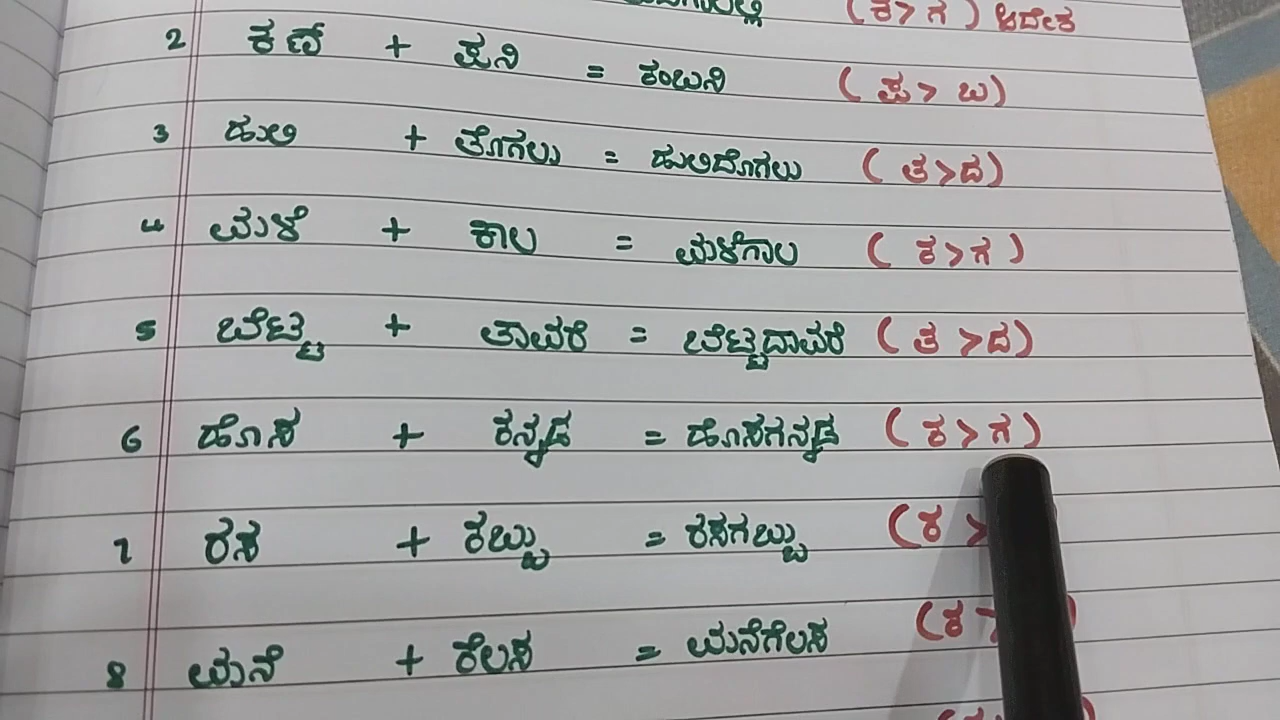 (ಕ > ಗ) ಆದೇಶ
2 ಕಣ್ + ಪನಿ = ಕಂಬನಿ (ಪ > ಬ)
3 ಹುಲಿ + ತೊಗಲು = ಹುಲಿದೊಗಲು (ತ > ದ)
4 ಮಳೆ + ಕಾಲ = ಮಳೆಗಾಲ (ಕ > ಗ)
5 ಬೆಟ್ಟ + ತಾವರೆ = ಬೆಟ್ಟದಾವರೆ (ತ > ದ)
6 ಹೊಸ + ಕನ್ನಡ = ಹೊಸಗನ್ನಡ (ಕ > ಗ)
7 ರಸ + ಕಬ್ಬು = ರಸಗಬ್ಬು (ಕ >
8 ಮನೆ + ಕೆಲಸ = ಮನೆಗೆಲಸ (ಕ >